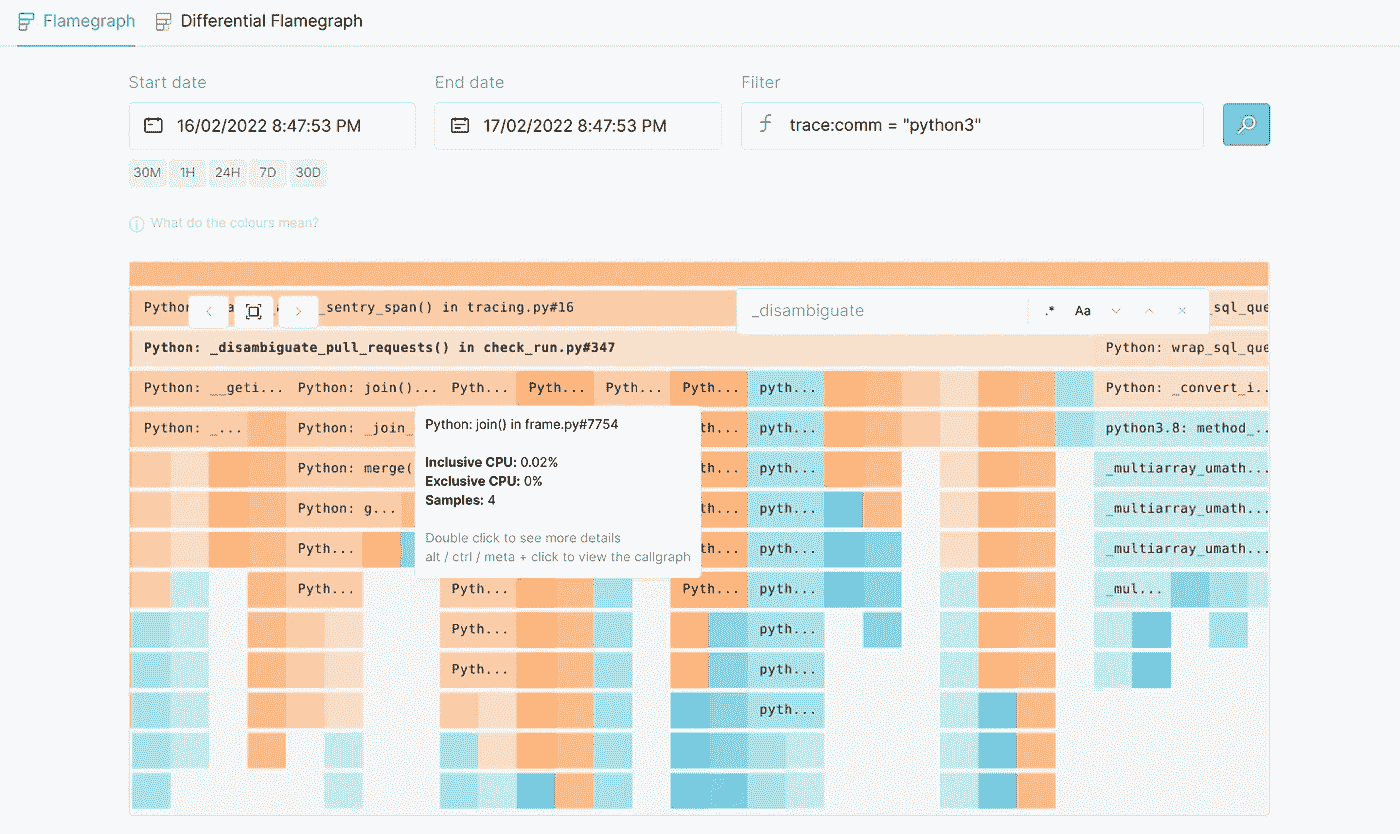 Flamegraph Differential Flamegraph
Start date End date Filter
16/02/2022 8:47:53 PM 17/02/2022 8:47:53 PM f trace:comm = "python3"
30M 1H 24H 7D 30D
What do the colours mean?
Python _sentry_span() in tracing.py#16 _disambiguate .* Aa _sql_que
Python: _disambiguate_pull_requests() in check_run.py#347 Python: wrap_sql_que
Python: __geti... Python: join()... Pyth... Pyth... Pyth... Pyth... pyth... Python: _convert_i..
Python: _... Python: _join_ th... pyth... python3.8: method_..
Python: merge( th... pyth... _multiarray_umath...
Python: g... th... pyth... _multiarray_umath...
Pyth... th... pyth... _multiarray_umath...
Pyth... Pyth... Pyth... pyth... _mul...
Pyth... pyth...
Pyth... pyth...
pyth...
Python: join() in frame.py#7754
Inclusive CPU: 0.02%
Exclusive CPU: 0%
Samples: 4
Double click to see more details
alt / ctrl / meta + click to view the callgraph